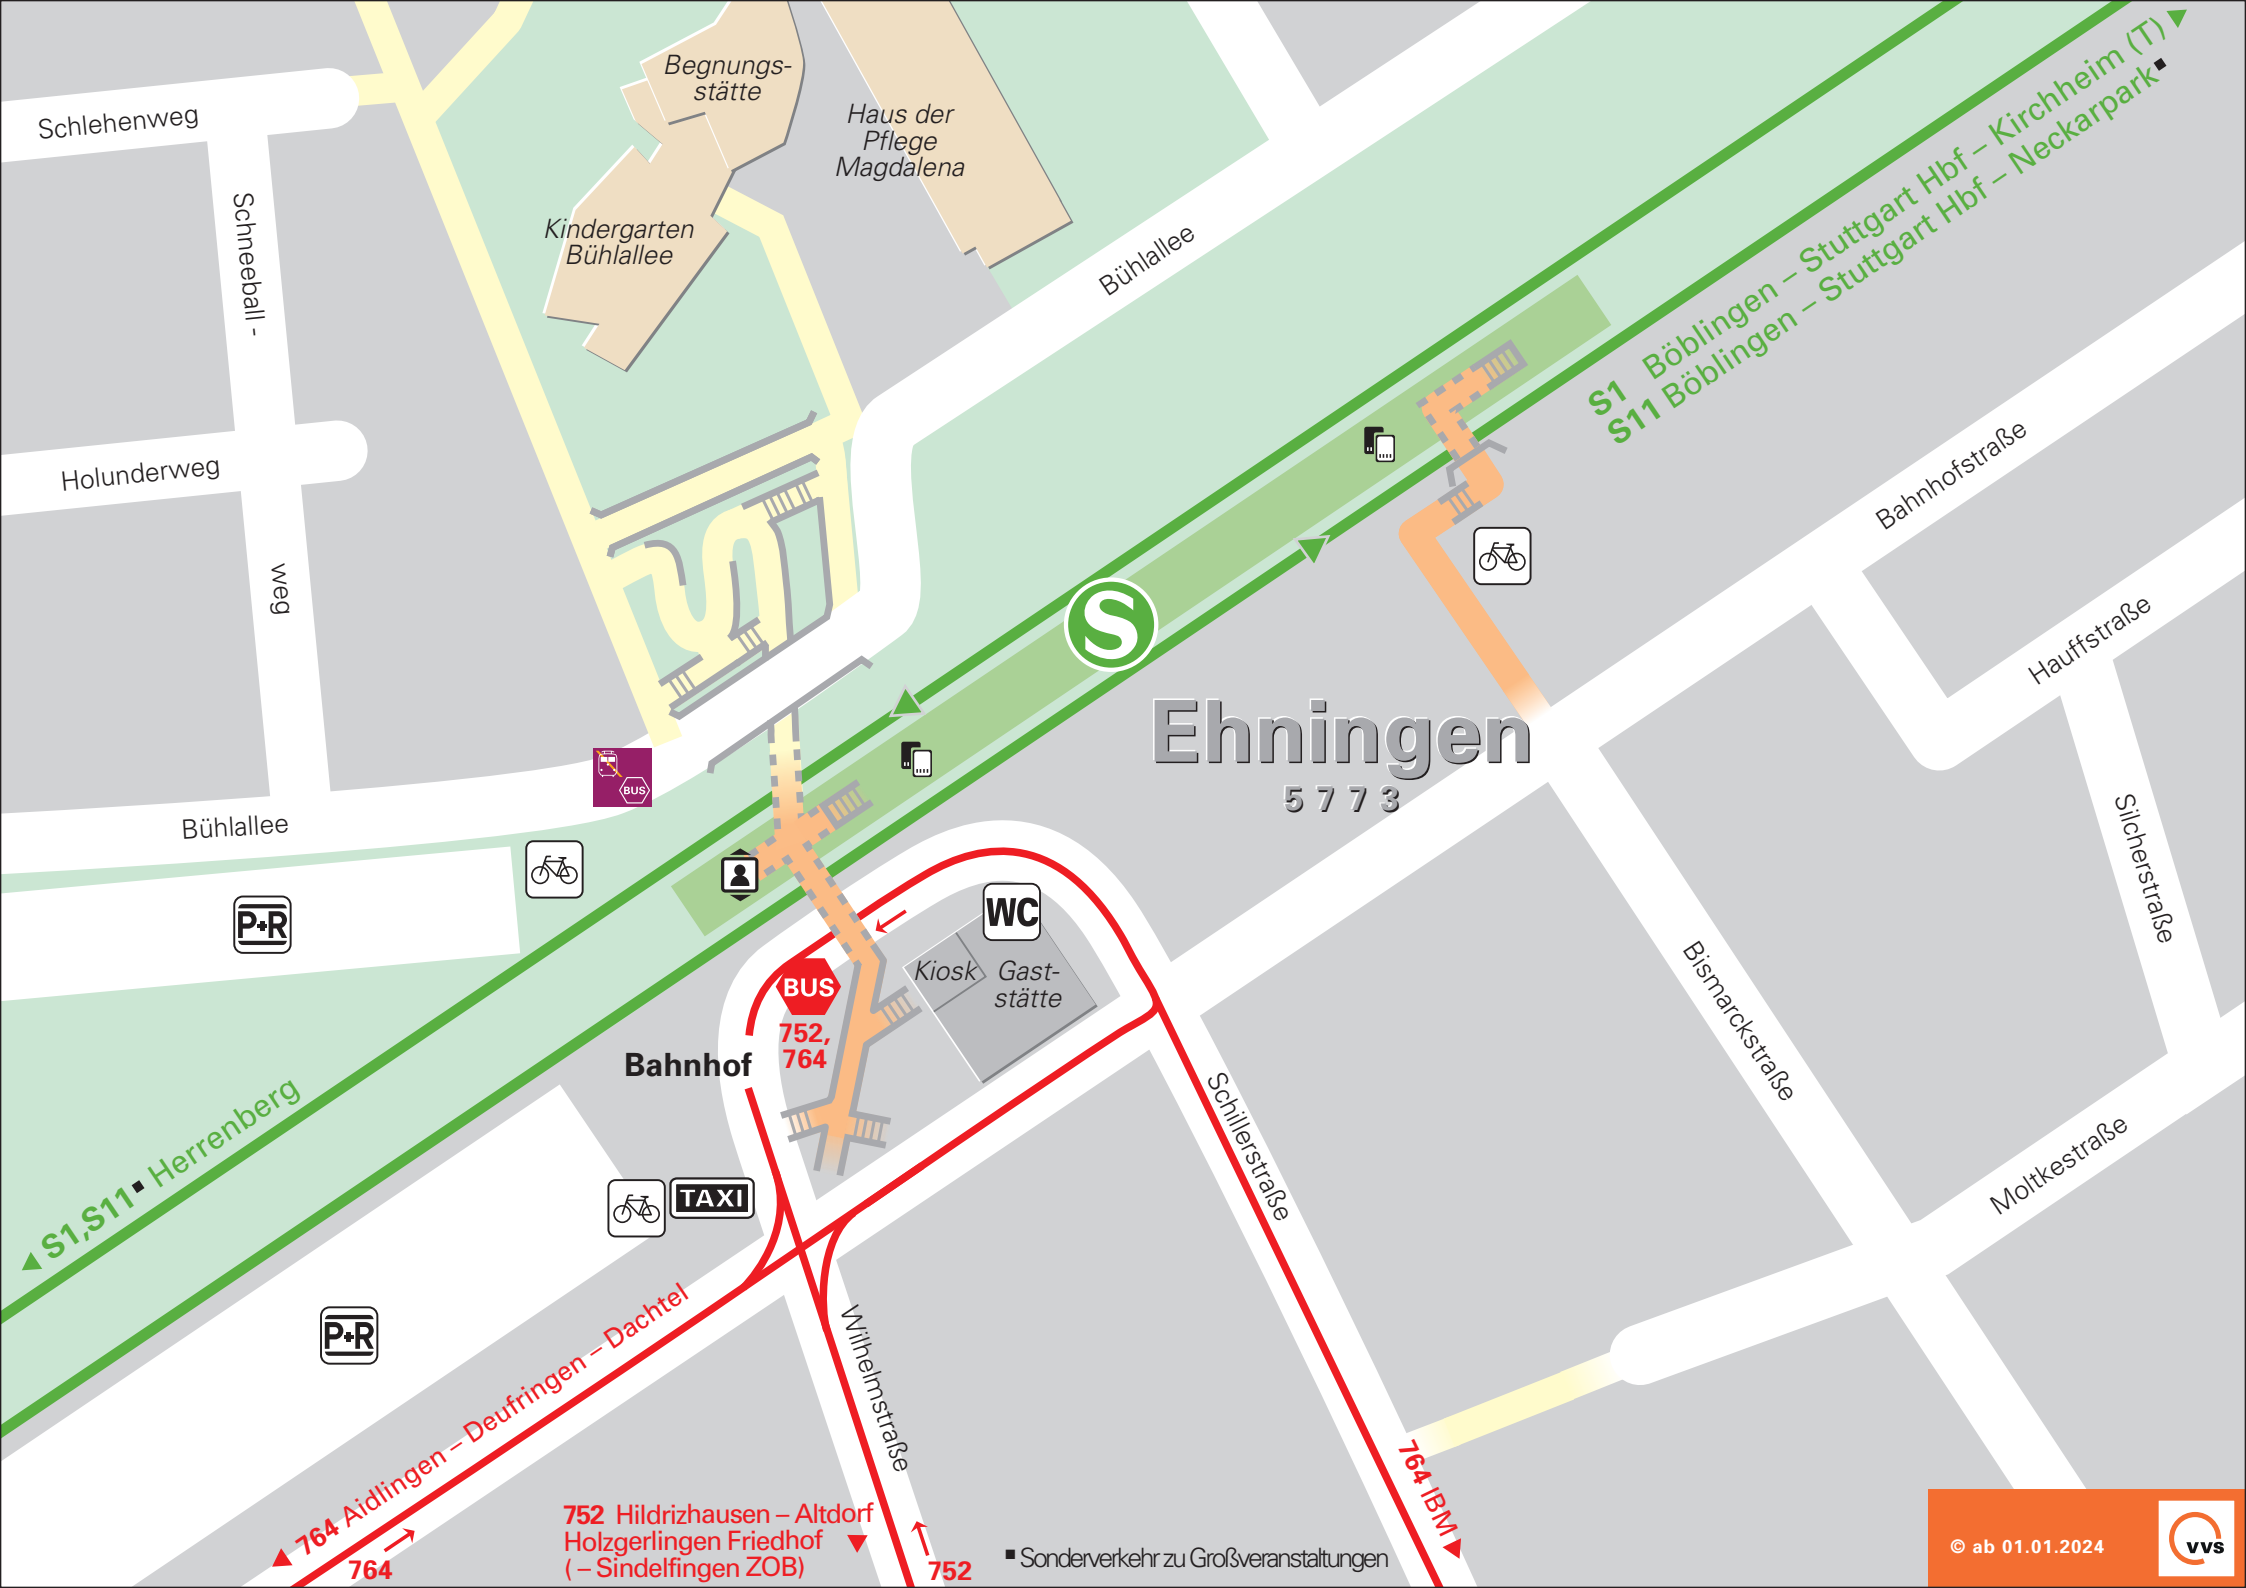 Begnungs-
stätte
Haus der
Pflege
Magdalena
Kindergarten
Bühlallee
Schlehenweg
Schneeball -
weg
Holunderweg
Bühlallee
Bühlallee
S1 Böblingen – Stuttgart Hbf – Kirchheim (T)
S11 Böblingen – Stuttgart Hbf – Neckarpark
Bahnhofstraße
Hauffstraße
Silcherstraße
S
Ehningen
5773
BUS
P+R
WC
Kiosk
Gast-
stätte
BUS
752,
764
Bahnhof
Bismarckstraße
Moltkestraße
Schillerstraße
S1,S11 Herrenberg
TAXI
P+R
Wilhelmstraße
764 Aidlingen – Deufringen – Dachtel
764
752 Hildrizhausen – Altdorf
Holzgerlingen Friedhof
( – Sindelfingen ZOB)
752
764 IBM
Sonderverkehr zu Großveranstaltungen
© ab 01.01.2024
vvs